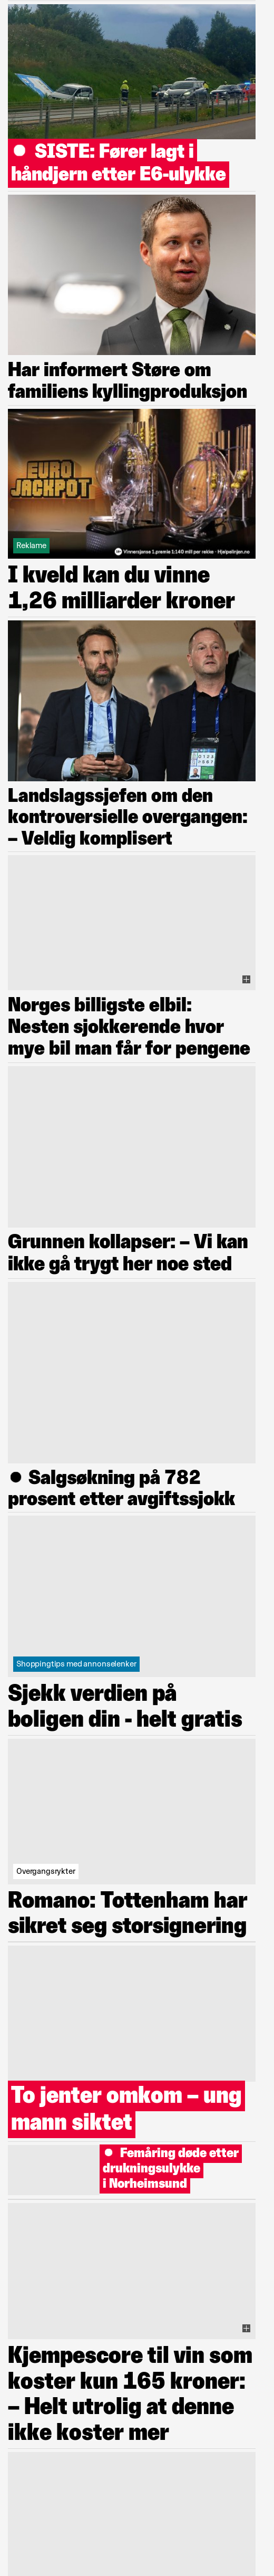 SISTE: Fører lagt i
håndjern etter E6-ulykke
Har informert Støre om
familiens kyllingproduksjon
EURO
JACKPOT
Reklame
Vinnersjanse 1.premie 1:140 mill per rekke - Hjelpelinjen.no
I kveld kan du vinne
1,26 milliarder kroner
Landslagssjefen om den
kontroversielle overgangen:
– Veldig komplisert
Norges billigste elbil:
Nesten sjokkerende hvor
mye bil man får for pengene
Grunnen kollapser: – Vi kan
ikke gå trygt her noe sted
Salgsøkning på 782
prosent etter avgiftssjokk
Shoppingtips med annonselenker
Sjekk verdien på
boligen din - helt gratis
Overgangsrykter
Romano: Tottenham har
sikret seg storsignering
To jenter omkom – ung
mann siktet
Femåring døde etter
drukningsulykke
i Norheimsund
Kjempescore til vin som
koster kun 165 kroner:
– Helt utrolig at denne
ikke koster mer